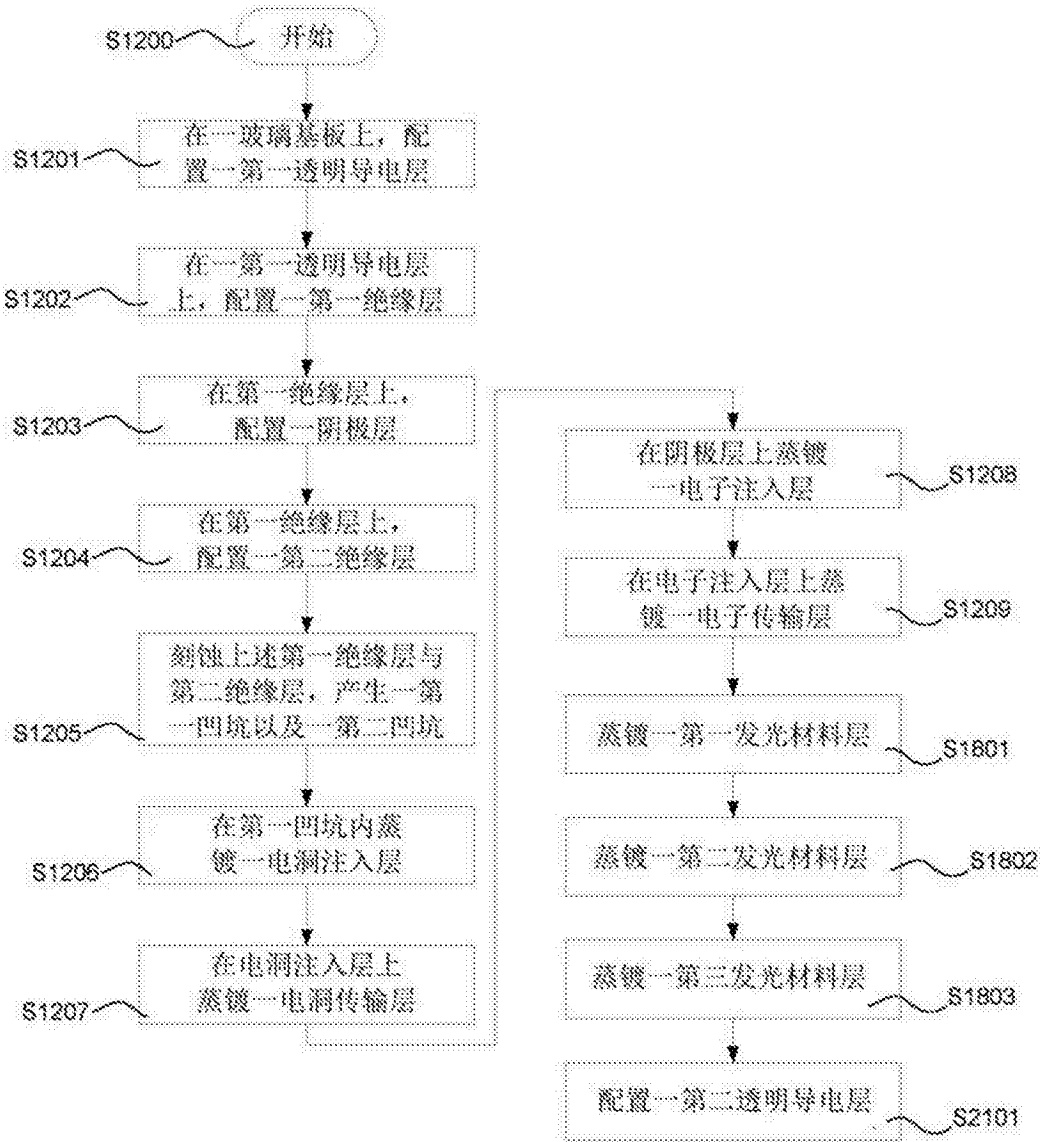 S1200
开始
S1201
在一玻璃基板上，配
置一第一透明导电层
S1202
在一第一透明导电层
上，配置一第一绝缘层
S1203
在第一绝缘层上，
配置一阴极层
S1204
在第一绝缘层上，
配置一第二绝缘层
S1205
刻蚀上述第一绝缘层与
第二绝缘层，产生一第
一凹坑以及一第二凹坑
S1206
在第一凹坑内蒸
镀一电洞注入层
S1207
在电洞注入层上
蒸镀一电洞传输层
在阴极层上蒸镀
一电子注入层
S1208
在电子注入层上蒸
镀一电子传输层
S1209
蒸镀一第一发光材料层
S1801
蒸镀一第二发光材料层
S1802
蒸镀一第三发光材料层
S1803
配置一第二透明导电层
S2101